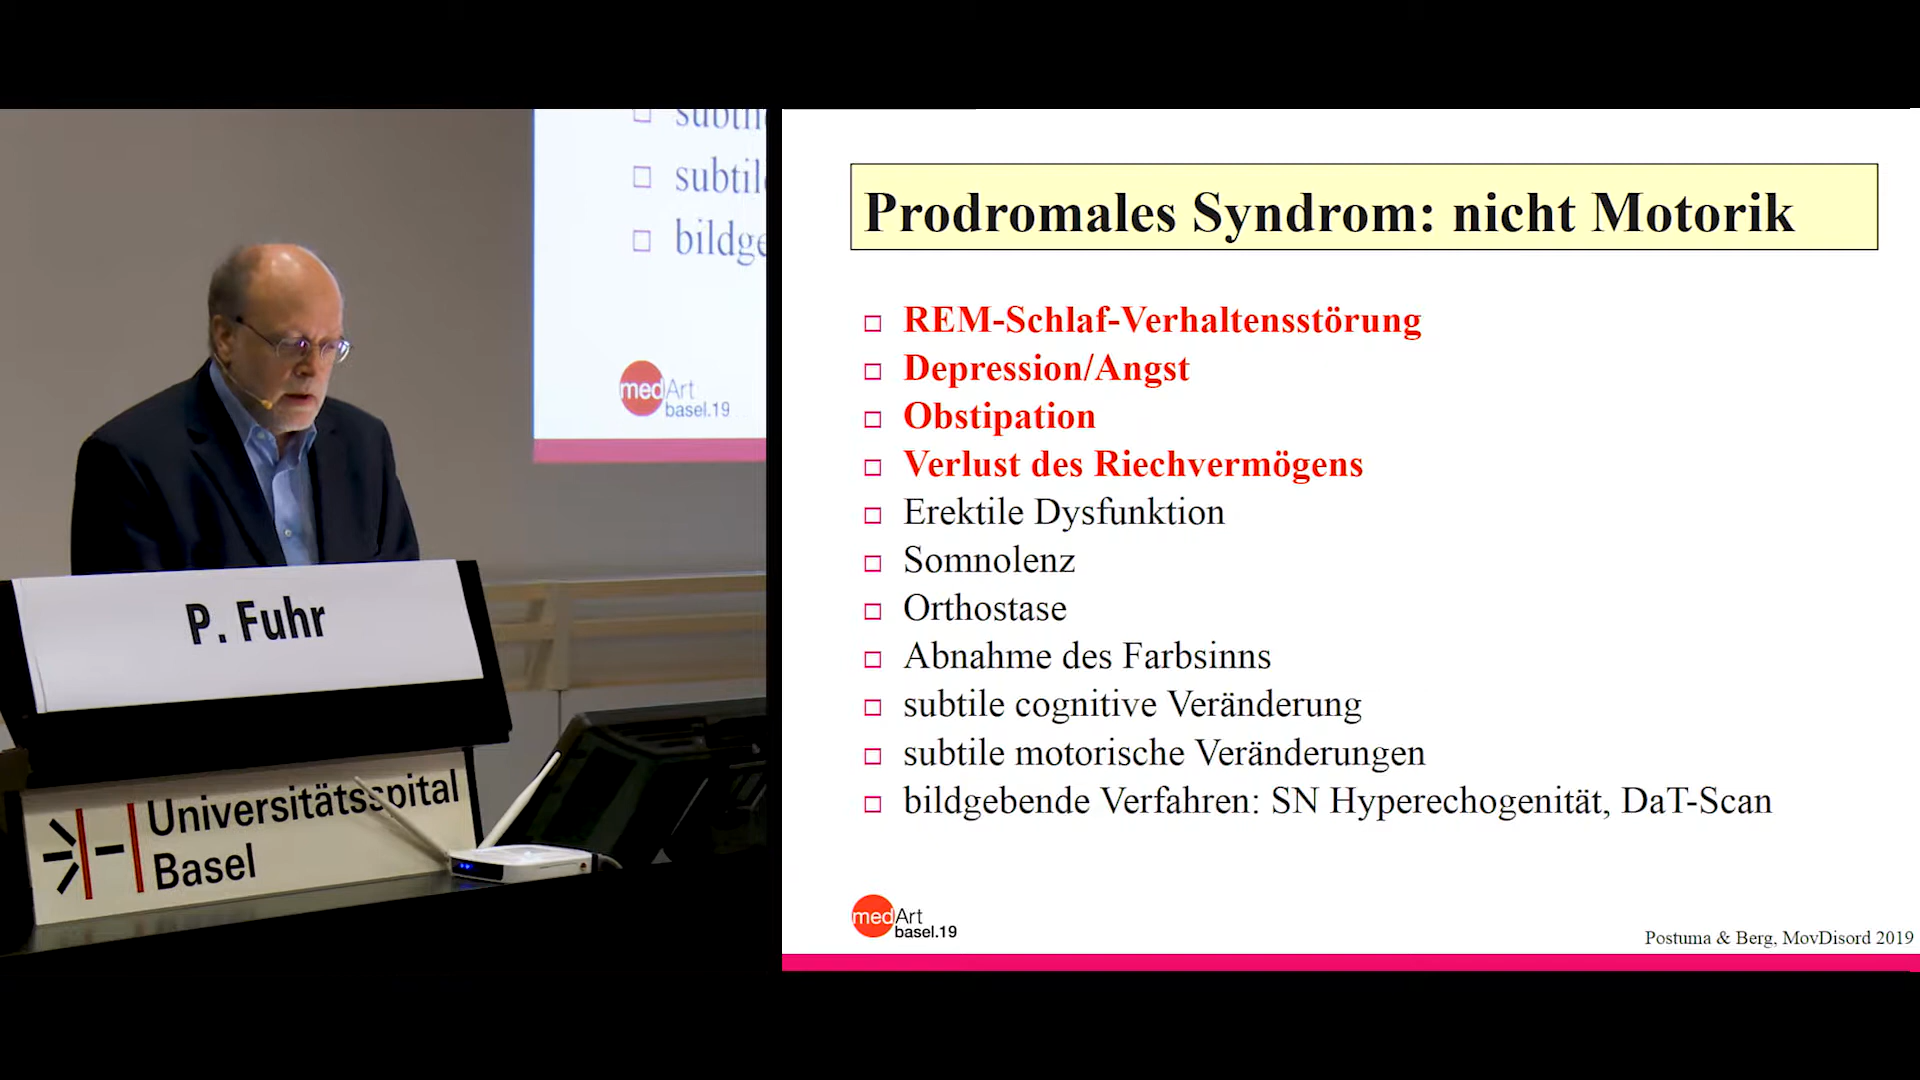 subtil
bildge
medArt
basel.19
P. Fuhr
Universitätsspital
Basel
Prodromales Syndrom: nicht Motorik
REM-Schlaf-Verhaltensstörung
Depression/Angst
Obstipation
Verlust des Riechvermögens
Erektile Dysfunktion
Somnolenz
Orthostase
Abnahme des Farbsinns
subtile cognitive Veränderung
subtile motorische Veränderungen
bildgebende Verfahren: SN Hyperechogenität, DaT-Scan
medArt
basel.19
Postuma & Berg, MovDisord 2019